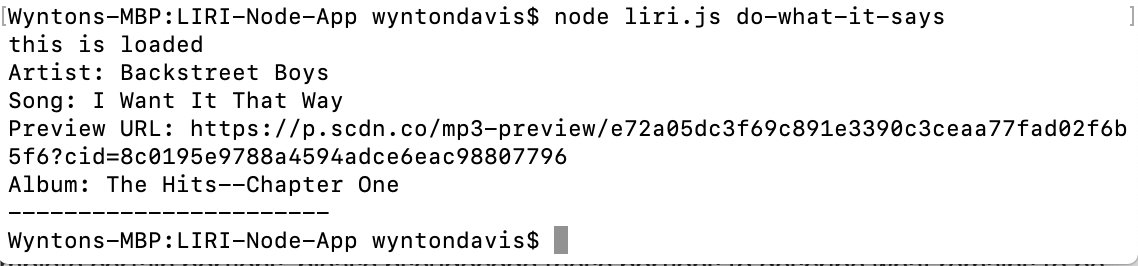 [Wyntons-MBP:LIRI-Node-App wyntondavis$ node liri.js do-what-it-says ]
this is loaded
Artist: Backstreet Boys
Song: I Want It That Way
Preview URL: https://p.scdn.co/mp3-preview/e72a05dc3f69c891e3390c3ceaa77fad02f6b
5f6?cid=8c0195e9788a4594adce6eac98807796
Album: The Hits--Chapter One
-----------------------
Wyntons-MBP:LIRI-Node-App wyntondavis$